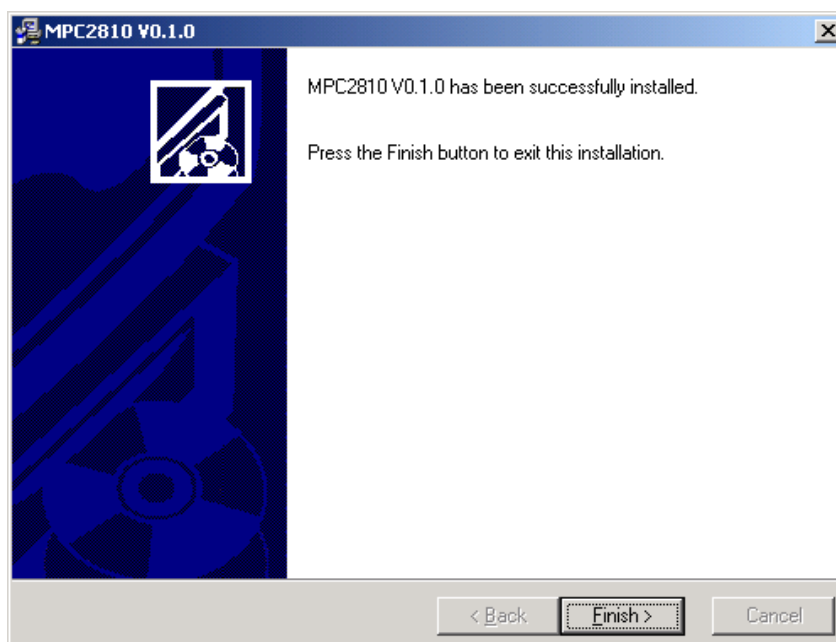 MPC2810 V0.1.0
MPC2810 V0.1.0 has been successfully installed.
Press the Finish button to exit this installation.
< Back
Finish >
Cancel